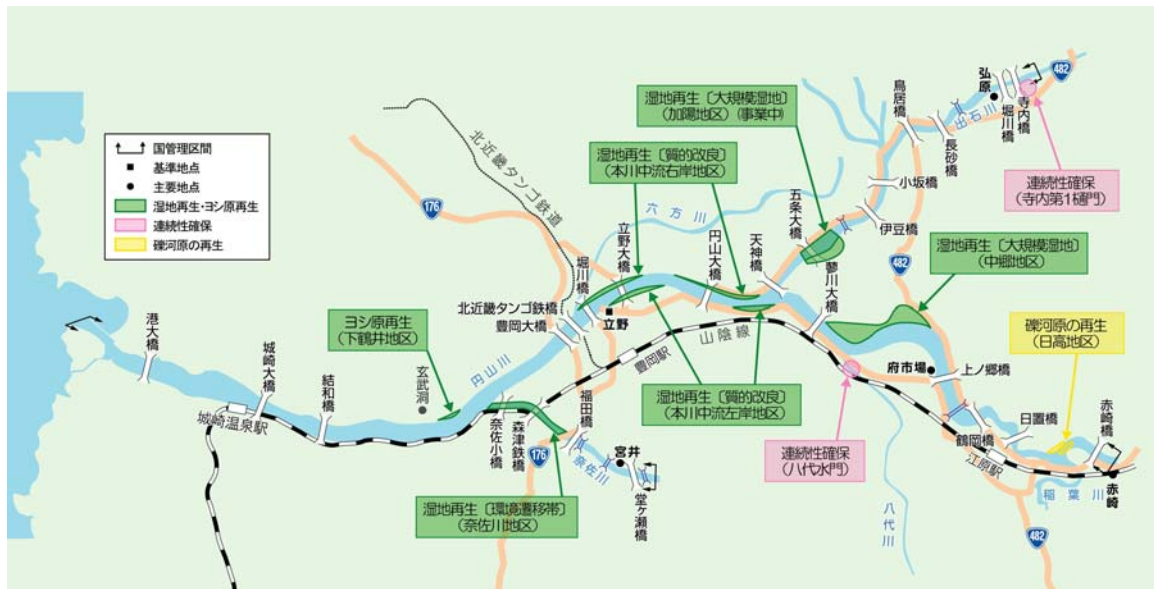 国管理区間
基準地点
主要地点
湿地再生・ヨシ原再生
連続性確保
礫河原の再生
港大橋
城崎大橋
城崎温泉駅
結和橋
玄武洞
ヨシ原再生
（下鶴井地区）
円山川
176
北近畿タンゴ鉄道
北近畿タンゴ鉄橋
豊岡大橋
堀川橋
立野大橋
立野
六方川
湿地再生〔質的改良〕
（本川中流右岸地区）
湿地再生〔大規模湿地〕
（加陽地区）（事業中）
円山大橋
天神橋
五条大橋
蓼川大橋
鳥居橋
小坂橋
伊豆橋
長砂橋
出石川
弘原
堀川橋
寺内橋
482
連続性確保
（寺内第1樋門）
湿地再生〔大規模湿地〕
（中郷地区）
482
山陰線
豊岡駅
湿地再生〔質的改良〕
（本川中流左岸地区）
奈佐小橋
森津鉄橋
176
福田橋
奈佐川
宮井
堂ヶ瀬橋
湿地再生〔環境遷移帯〕
（奈佐川地区）
連続性確保
（八代水門）
八代川
府市場
上ノ郷橋
鶴岡橋
江原駅
日置橋
礫河原の再生
（日高地区）
赤崎橋
赤崎
稲葉川
482